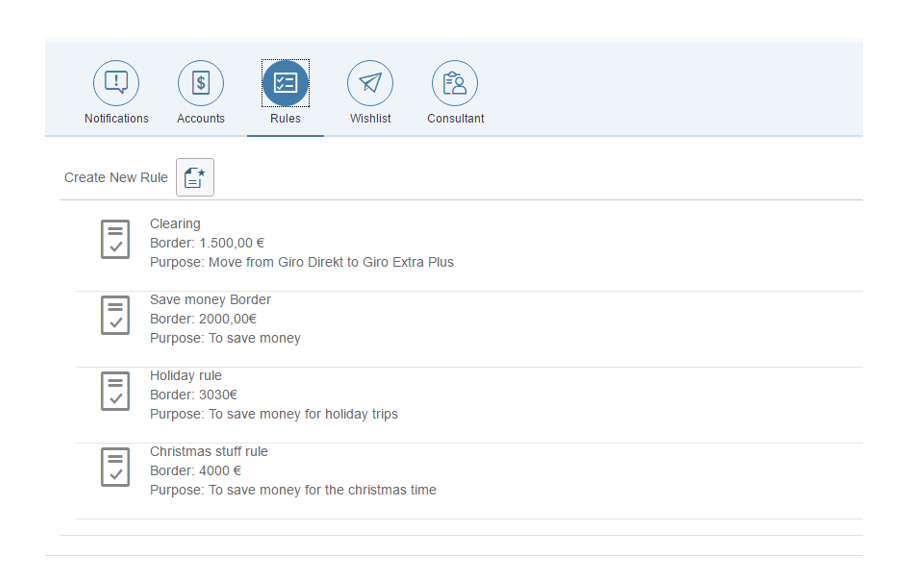 Notifications
Accounts
Rules
Wishlist
Consultant
Create New Rule
Clearing
Border: 1.500,00 €
Purpose: Move from Giro Direkt to Giro Extra Plus
Save money Border
Border: 2000,00€
Purpose: To save money
Holiday rule
Border: 3030€
Purpose: To save money for holiday trips
Christmas stuff rule
Border: 4000 €
Purpose: To save money for the christmas time